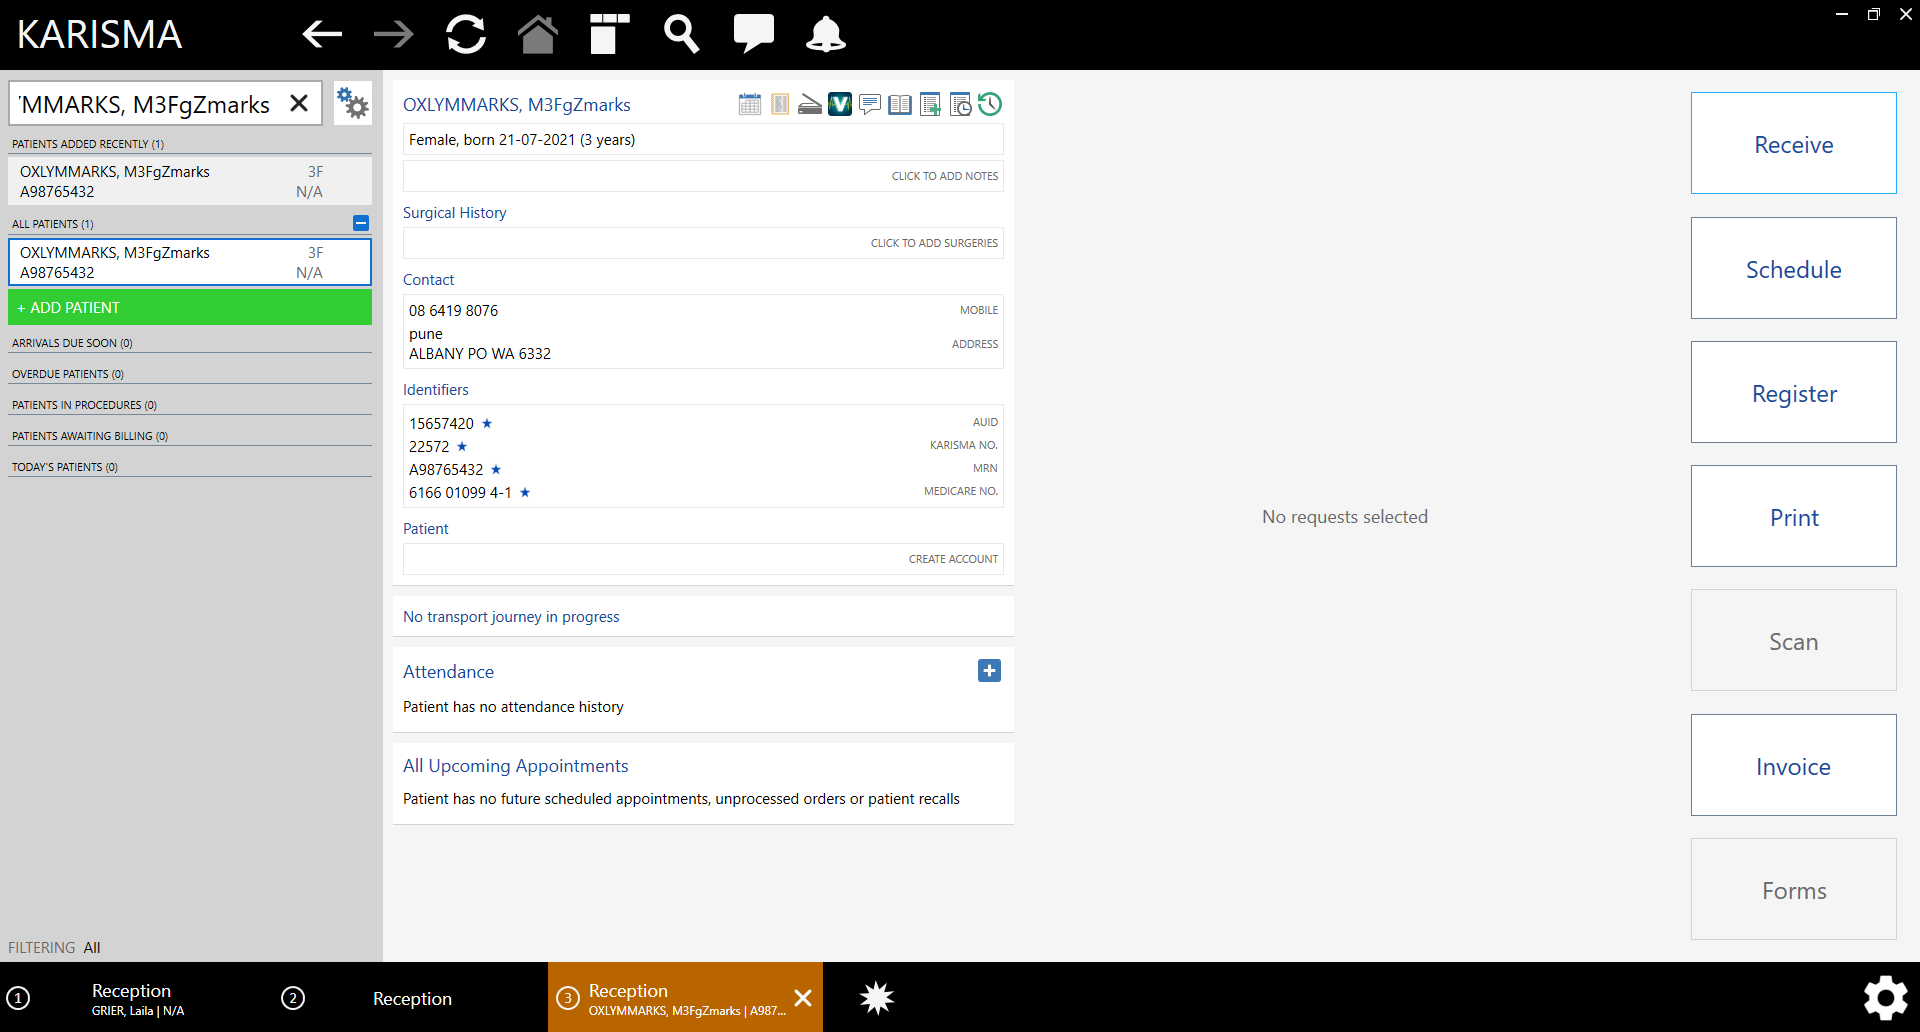 KARISMA
MMARKS, M3FgZmarks
PATIENTS ADDED RECENTLY (1)
OXLYMMARKS, M3FgZmarks 3F
A98765432 N/A
ALL PATIENTS (1)
OXLYMMARKS, M3FgZmarks 3F
A98765432 N/A
+ ADD PATIENT
ARRIVALS DUE SOON (0)
OVERDUE PATIENTS (0)
PATIENTS IN PROCEDURES (0)
PATIENTS AWAITING BILLING (0)
TODAY'S PATIENTS (0)
FILTERING All
OXLYMMARKS, M3FgZmarks
V
Female, born 21-07-2021 (3 years)
CLICK TO ADD NOTES
Surgical History
CLICK TO ADD SURGERIES
Contact
08 6419 8076 MOBILE
pune
ALBANY PO WA 6332
ADDRESS
Identifiers
15657420 ★ AUID
22572 ★ KARISMA NO.
A98765432 ★ MRN
6166 01099 4-1 ★ MEDICARE NO.
Patient
CREATE ACCOUNT
No transport journey in progress
Attendance
Patient has no attendance history
All Upcoming Appointments
Patient has no future scheduled appointments, unprocessed orders or patient recalls
No requests selected
Receive
Schedule
Register
Print
Scan
Invoice
Forms
1 Reception
GRIER, Laila | N/A
2 Reception
3 Reception
OXLYMMARKS, M3FgZmarks | A987...